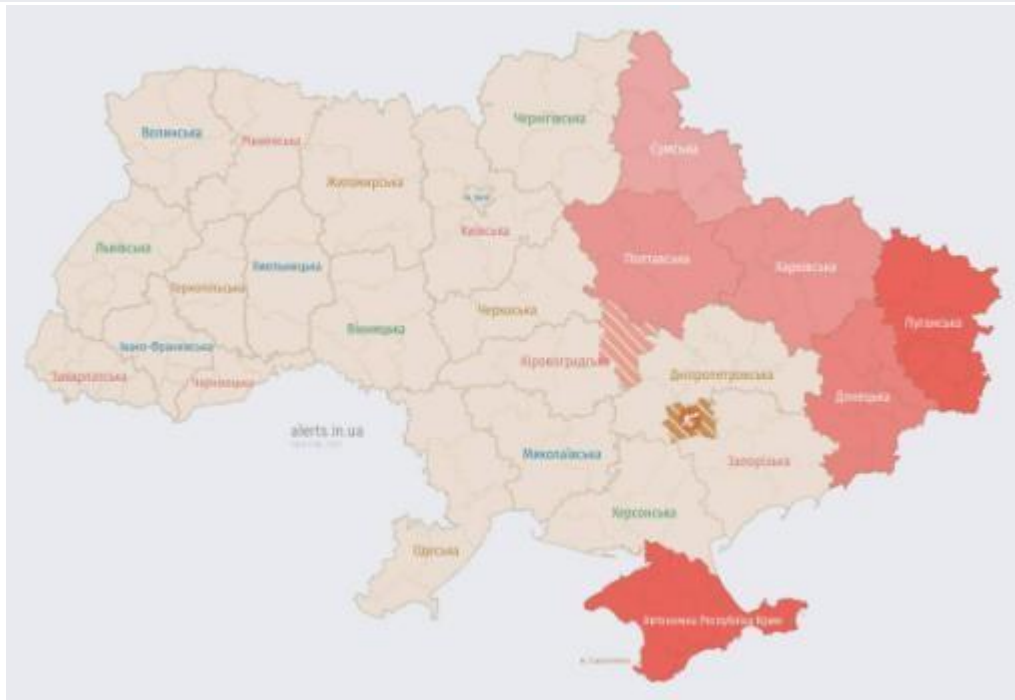 Чернігівська
Волинська
Рівненська
Сумська
Житомирська
Київська
Львівська
Полтавська
Харківська
Хмельницька
Тернопільська
Черкаська
Луганська
Вінницька
Івано-Франківська
Кіровоградська
Закарпатська
Чернівецька
Дніпропетровська
Донецька
alerts.in.ua
Миколаївська
Запорізька
Херсонська
Одеська
Автономна Республіка Крим